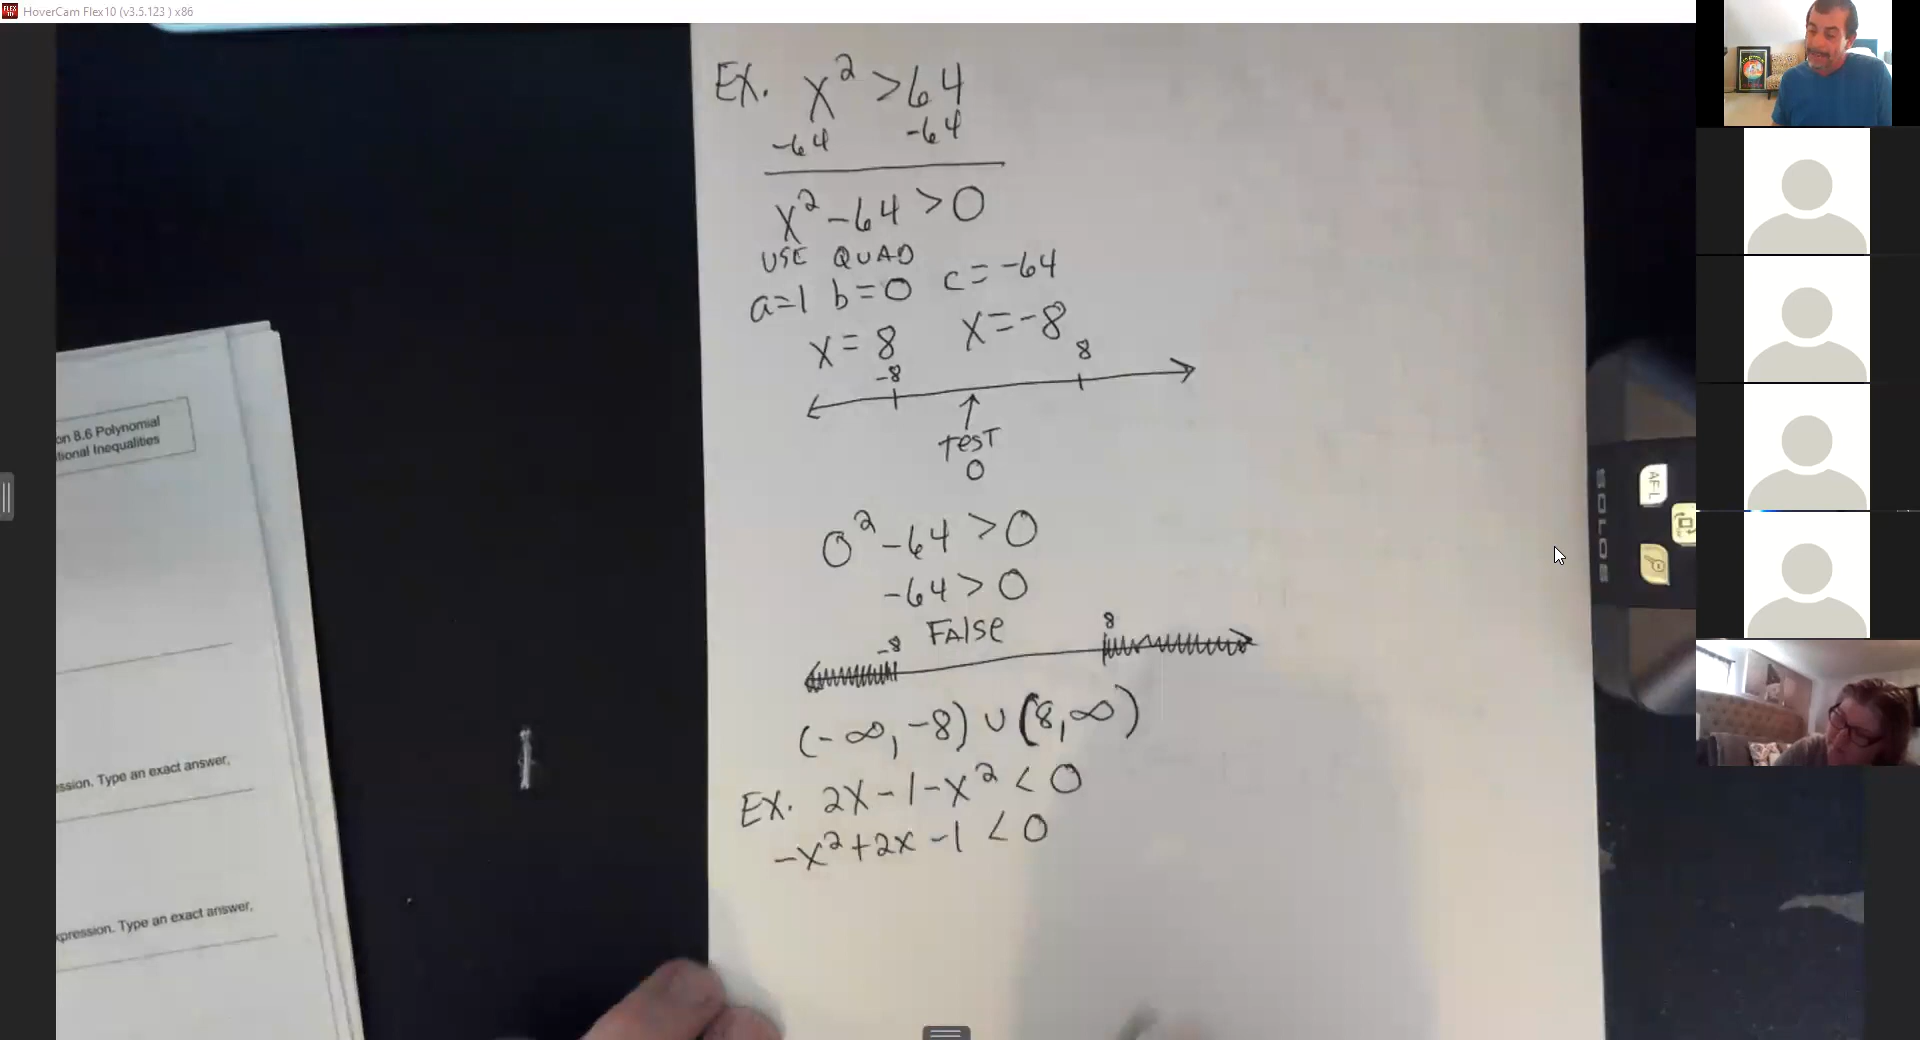 HoverCam Flex10 (v3.5.123 ) x86
EX. x² > 64
-64 -64
x² - 64 > 0
USE QUAD
a=1 b=0 c=-64
x=8 x=-8
-8 8
TEST
0
0² - 64 > 0
-64 > 0
FAlSe
-8 8
(-∞, -8) ∪ (8, ∞)
EX. 2x - 1 - x² < 0
-x² + 2x - 1 < 0
on 8.6 Polynomial
tional Inequalities
ession. Type an exact answer,
xpression. Type an exact answer,
SOLO8
AF-L